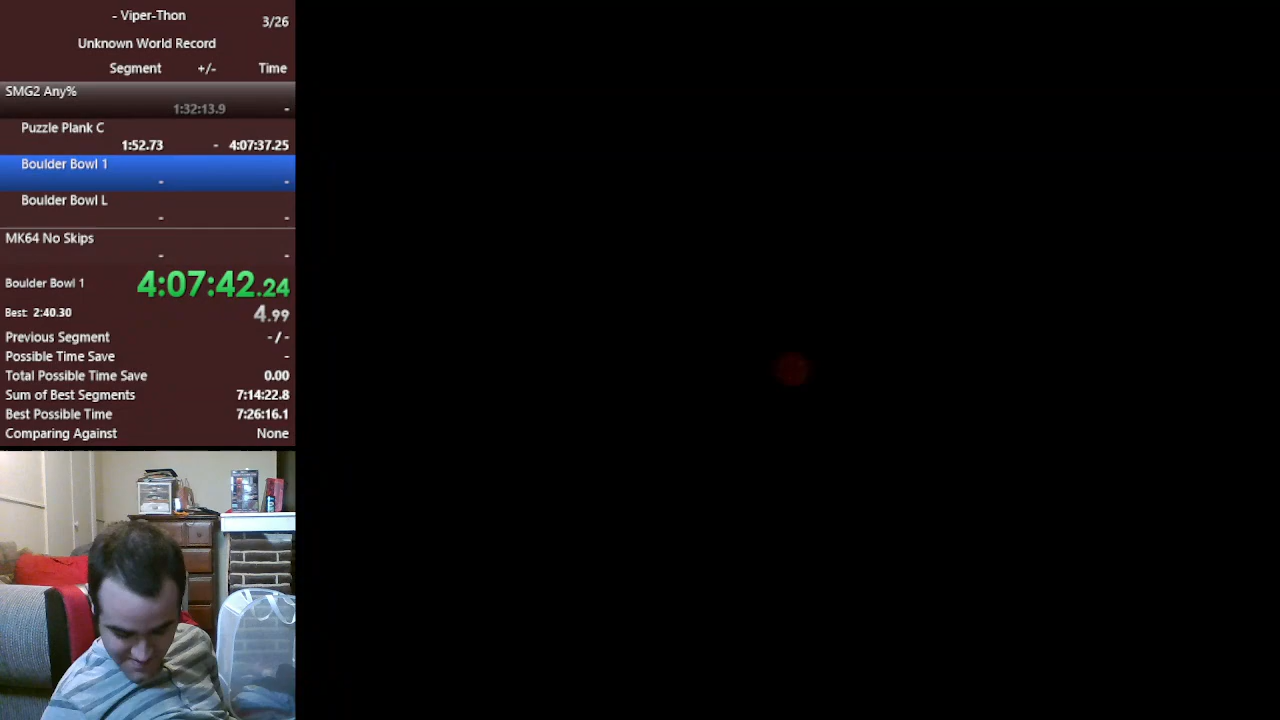 - Viper-Thon
3/26
Unknown World Record
Segment +/- Time
SMG2 Any%
1:32:13.9 -
Puzzle Plank C
1:52.73 - 4:07:37.25
Boulder Bowl 1
- -
Boulder Bowl L
- -
MK64 No Skips
- -
Boulder Bowl 1 4:07:42.24
Best: 2:40.30 4.99
Previous Segment - / -
Possible Time Save -
Total Possible Time Save 0.00
Sum of Best Segments 7:14:22.8
Best Possible Time 7:26:16.1
Comparing Against None